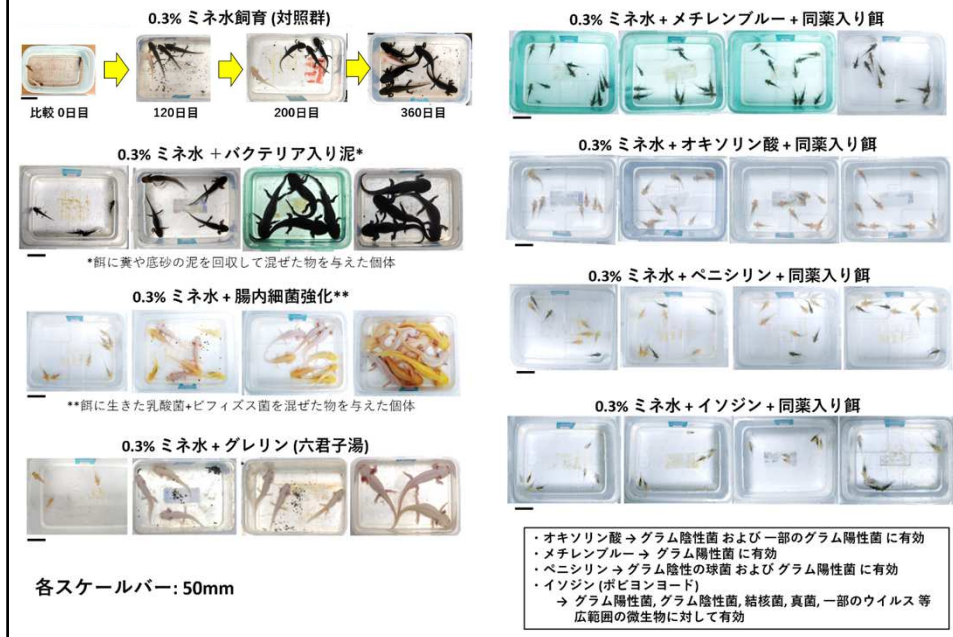 0.3% ミネ水飼育 (対照群)
比較 0日目
120日目
200日目
360日目
0.3% ミネ水 +バクテリア入り泥*
*餌に糞や底砂の泥を回収して混ぜた物を与えた個体
0.3% ミネ水 + 腸内細菌強化**
**餌に生きた乳酸菌+ビフィズス菌を混ぜた物を与えた個体
0.3% ミネ水 + グレリン (六君子湯)
各スケールバー: 50mm
0.3% ミネ水 + メチレンブルー + 同薬入り餌
0.3% ミネ水 + オキソリン酸 + 同薬入り餌
0.3% ミネ水 + ペニシリン + 同薬入り餌
0.3% ミネ水 + イソジン + 同薬入り餌
・オキソリン酸 → グラム陰性菌 および 一部のグラム陽性菌 に有効
・メチレンブルー → グラム陽性菌 に有効
・ペニシリン → グラム陰性の球菌 および グラム陽性菌 に有効
・イソジン (ポビヨンヨード)
→ グラム陽性菌, グラム陰性菌, 結核菌, 真菌, 一部のウイルス 等
広範囲の微生物に対して有効